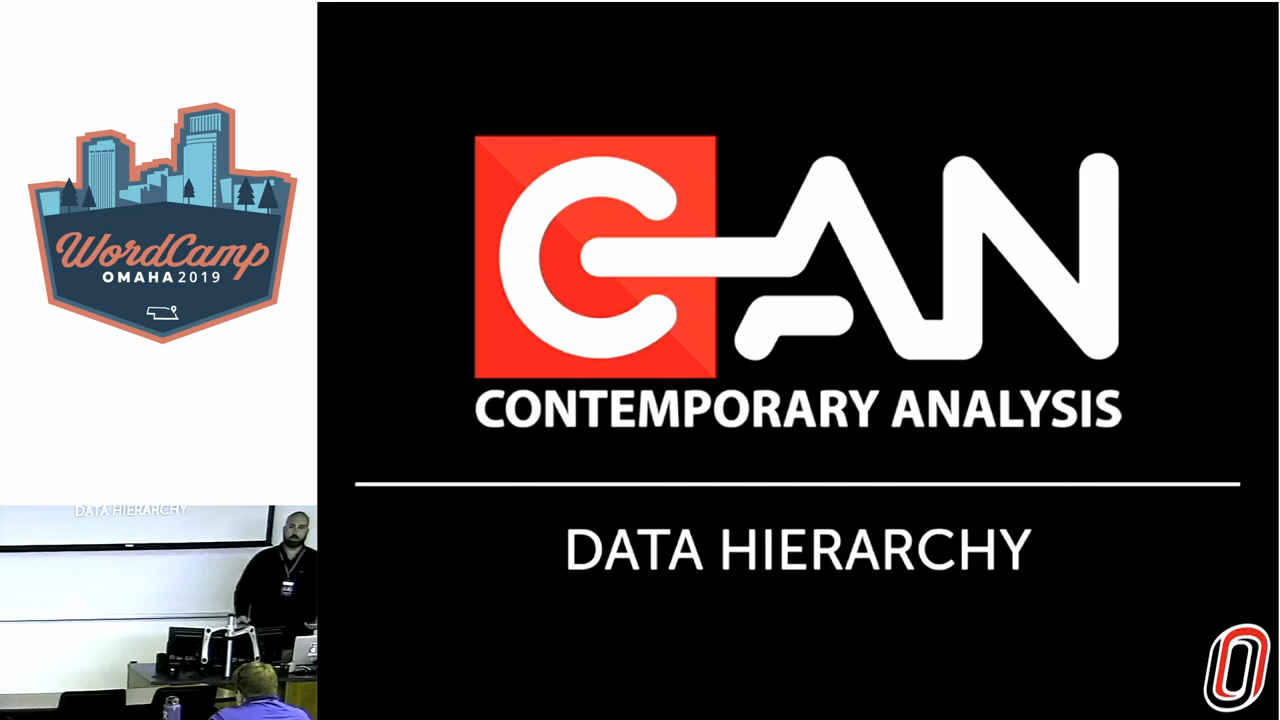 WordCamp
OMAHA 2019
CAN
CONTEMPORARY ANALYSIS
DATA HIERARCHY
DATA HIERARCHY
O